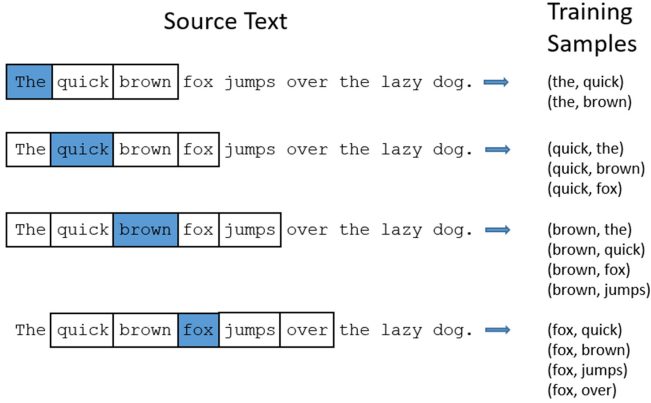 Source Text
Training
Samples
The quick brown fox jumps over the lazy dog.
(the, quick)
(the, brown)
The quick brown fox jumps over the lazy dog.
(quick, the)
(quick, brown)
(quick, fox)
The quick brown fox jumps over the lazy dog.
(brown, the)
(brown, quick)
(brown, fox)
(brown, jumps)
The quick brown fox jumps over the lazy dog.
(fox, quick)
(fox, brown)
(fox, jumps)
(fox, over)